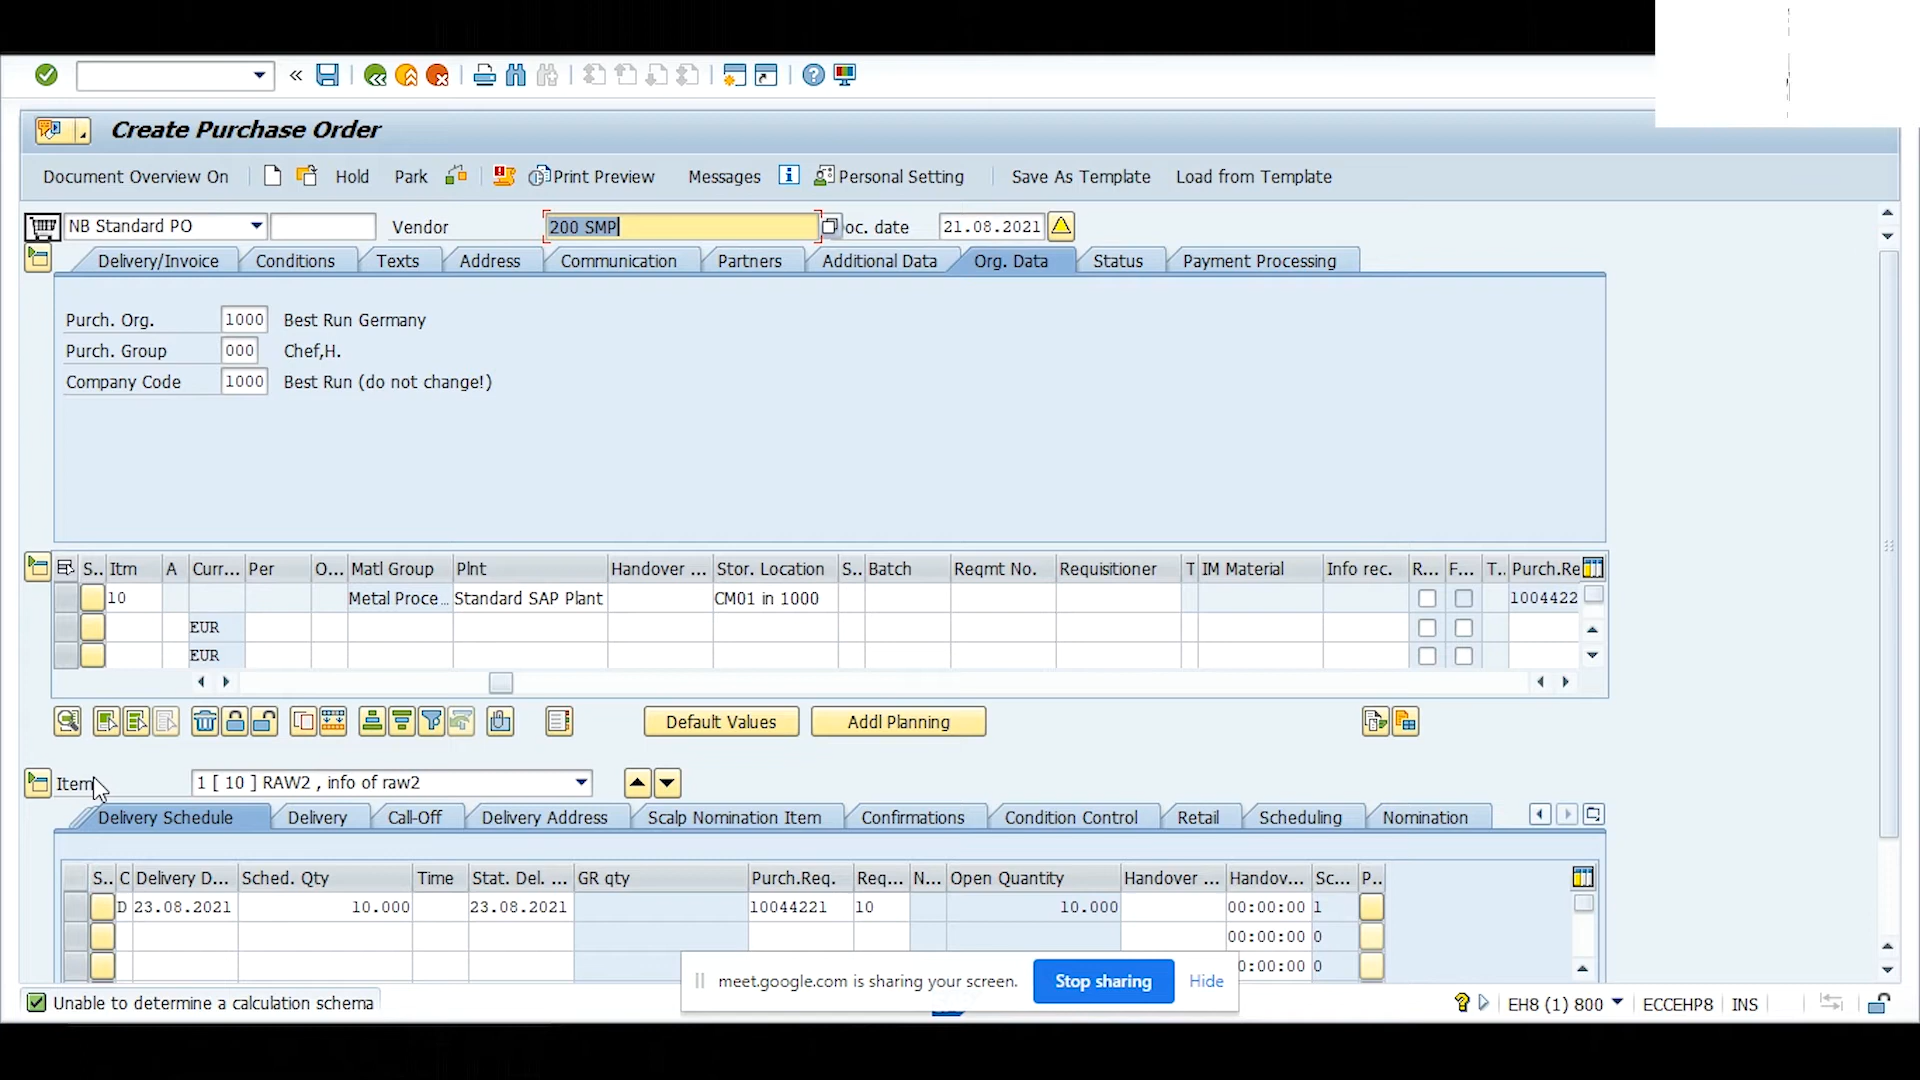 Create Purchase Order
Document Overview On Hold Park Print Preview Messages Personal Setting Save As Template Load from Template
NB Standard PO Vendor 200 SMP oc. date 21.08.2021
Delivery/Invoice Conditions Texts Address Communication Partners Additional Data Org. Data Status Payment Processing
Purch. Org. 1000 Best Run Germany
Purch. Group 000 Chef,H.
Company Code 1000 Best Run (do not change!)
S.. Itm A Curr... Per O... Matl Group Plnt Handover ... Stor. Location S.. Batch Reqmt No. Requisitioner T IM Material Info rec. R... F... T.. Purch.Re
10 Metal Proce... Standard SAP Plant CM01 in 1000 1004422
EUR
EUR
Default Values Addl Planning
Item 1 [ 10 ] RAW2 , info of raw2
Delivery Schedule Delivery Call-Off Delivery Address Scalp Nomination Item Confirmations Condition Control Retail Scheduling Nomination
S.. C Delivery D... Sched. Qty Time Stat. Del. ... GR qty Purch.Req. Req... N... Open Quantity Handover ... Handov... Sc... P..
D 23.08.2021 10.000 23.08.2021 10044221 10 10.000 00:00:00 1
00:00:00 0
0:00:00 0
meet.google.com is sharing your screen. Stop sharing Hide
Unable to determine a calculation schema EH8 (1) 800 ECCEHP8 INS